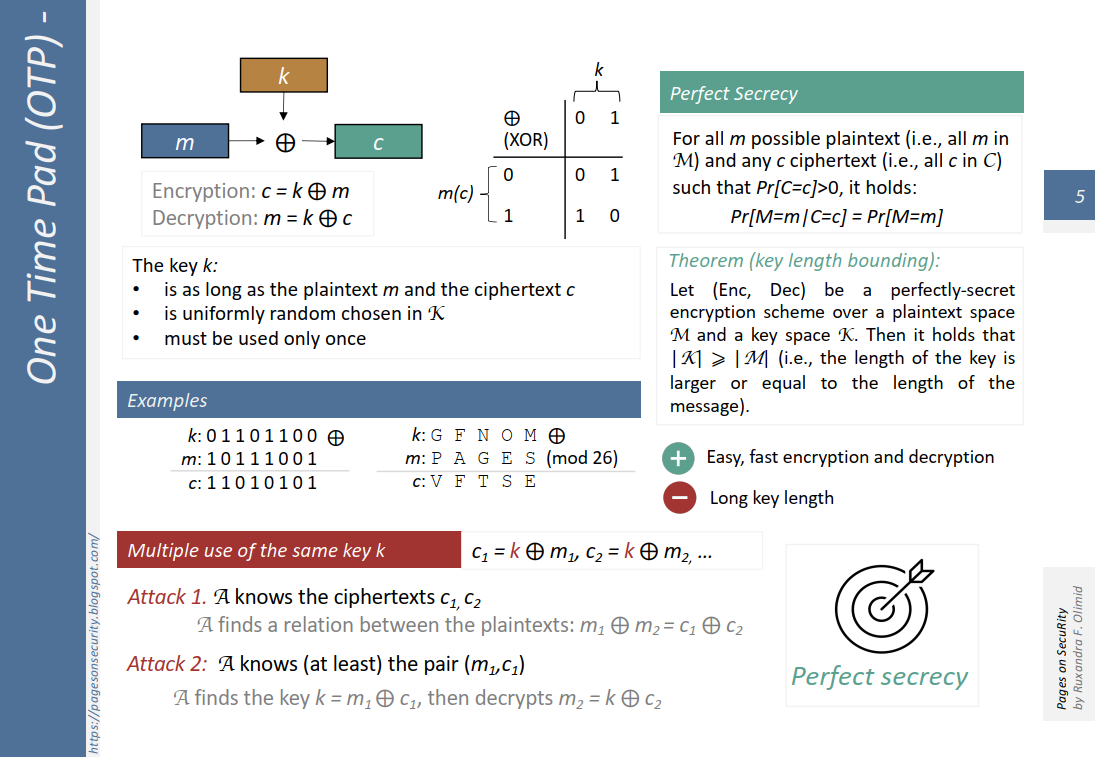 One Time Pad (OTP) -
https://pagesonsecurity.blogspot.com/
k
m
⊕
c
Encryption: c = k ⊕ m
Decryption: m = k ⊕ c
k
⊕ 0 1
(XOR)
m(c)
0 0 1
1 1 0
The key k:
• is as long as the plaintext m and the ciphertext c
• is uniformly random chosen in 𝒦
• must be used only once
Examples
k: 0 1 1 0 1 1 0 0 ⊕
m: 1 0 1 1 1 0 0 1
c: 1 1 0 1 0 1 0 1
k: G F N O M ⊕
m: P A G E S (mod 26)
c: V F T S E
Perfect Secrecy
For all m possible plaintext (i.e., all m in
ℳ) and any c ciphertext (i.e., all c in C)
such that Pr[C=c]>0, it holds:
Pr[M=m|C=c] = Pr[M=m]
Theorem (key length bounding):
Let (Enc, Dec) be a perfectly-secret
encryption scheme over a plaintext space
ℳ and a key space 𝒦. Then it holds that
|𝒦| ⩾ |ℳ| (i.e., the length of the key is
larger or equal to the length of the
message).
+ Easy, fast encryption and decryption
− Long key length
Multiple use of the same key k
c₁ = k ⊕ m₁, c₂ = k ⊕ m₂, ...
Attack 1. 𝒜 knows the ciphertexts c₁, c₂
𝒜 finds a relation between the plaintexts: m₁ ⊕ m₂ = c₁ ⊕ c₂
Attack 2: 𝒜 knows (at least) the pair (m₁,c₁)
𝒜 finds the key k = m₁ ⊕ c₁, then decrypts m₂ = k ⊕ c₂
Perfect secrecy
5
Pages on SecuRity
by Ruxandra F. Olimid